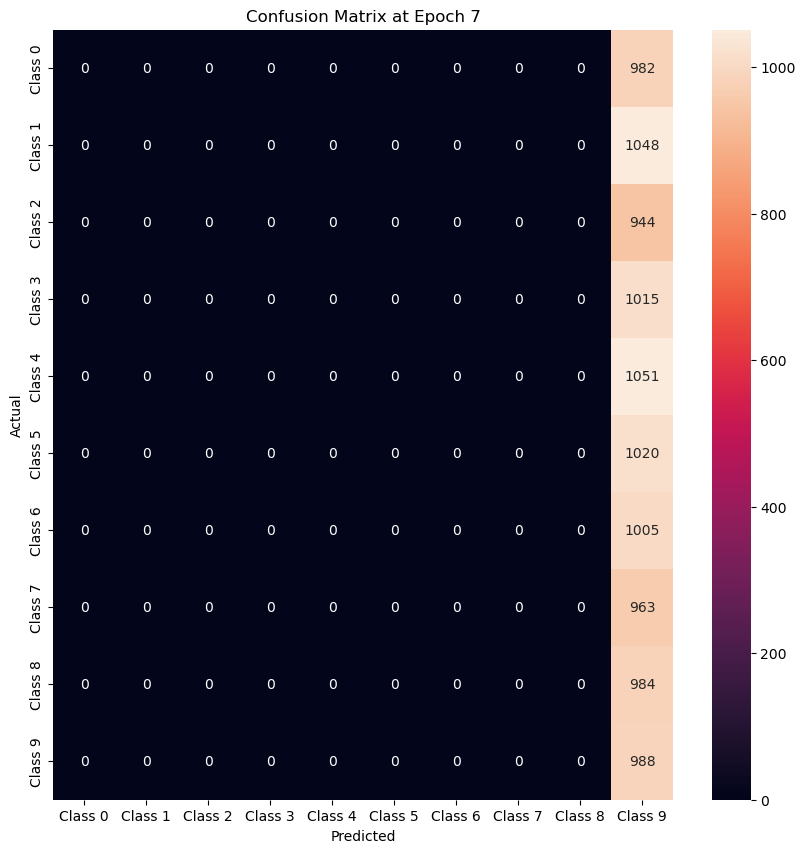 Confusion Matrix at Epoch 7
Class 0 0 0 0 0 0 0 0 0 0 982
Class 1 0 0 0 0 0 0 0 0 0 1048
Class 2 0 0 0 0 0 0 0 0 0 944
Class 3 0 0 0 0 0 0 0 0 0 1015
Class 4 0 0 0 0 0 0 0 0 0 1051
Class 5 0 0 0 0 0 0 0 0 0 1020
Class 6 0 0 0 0 0 0 0 0 0 1005
Class 7 0 0 0 0 0 0 0 0 0 963
Class 8 0 0 0 0 0 0 0 0 0 984
Class 9 0 0 0 0 0 0 0 0 0 988
Actual
Class 0 Class 1 Class 2 Class 3 Class 4 Class 5 Class 6 Class 7 Class 8 Class 9
Predicted
1000
800
600
400
200
0